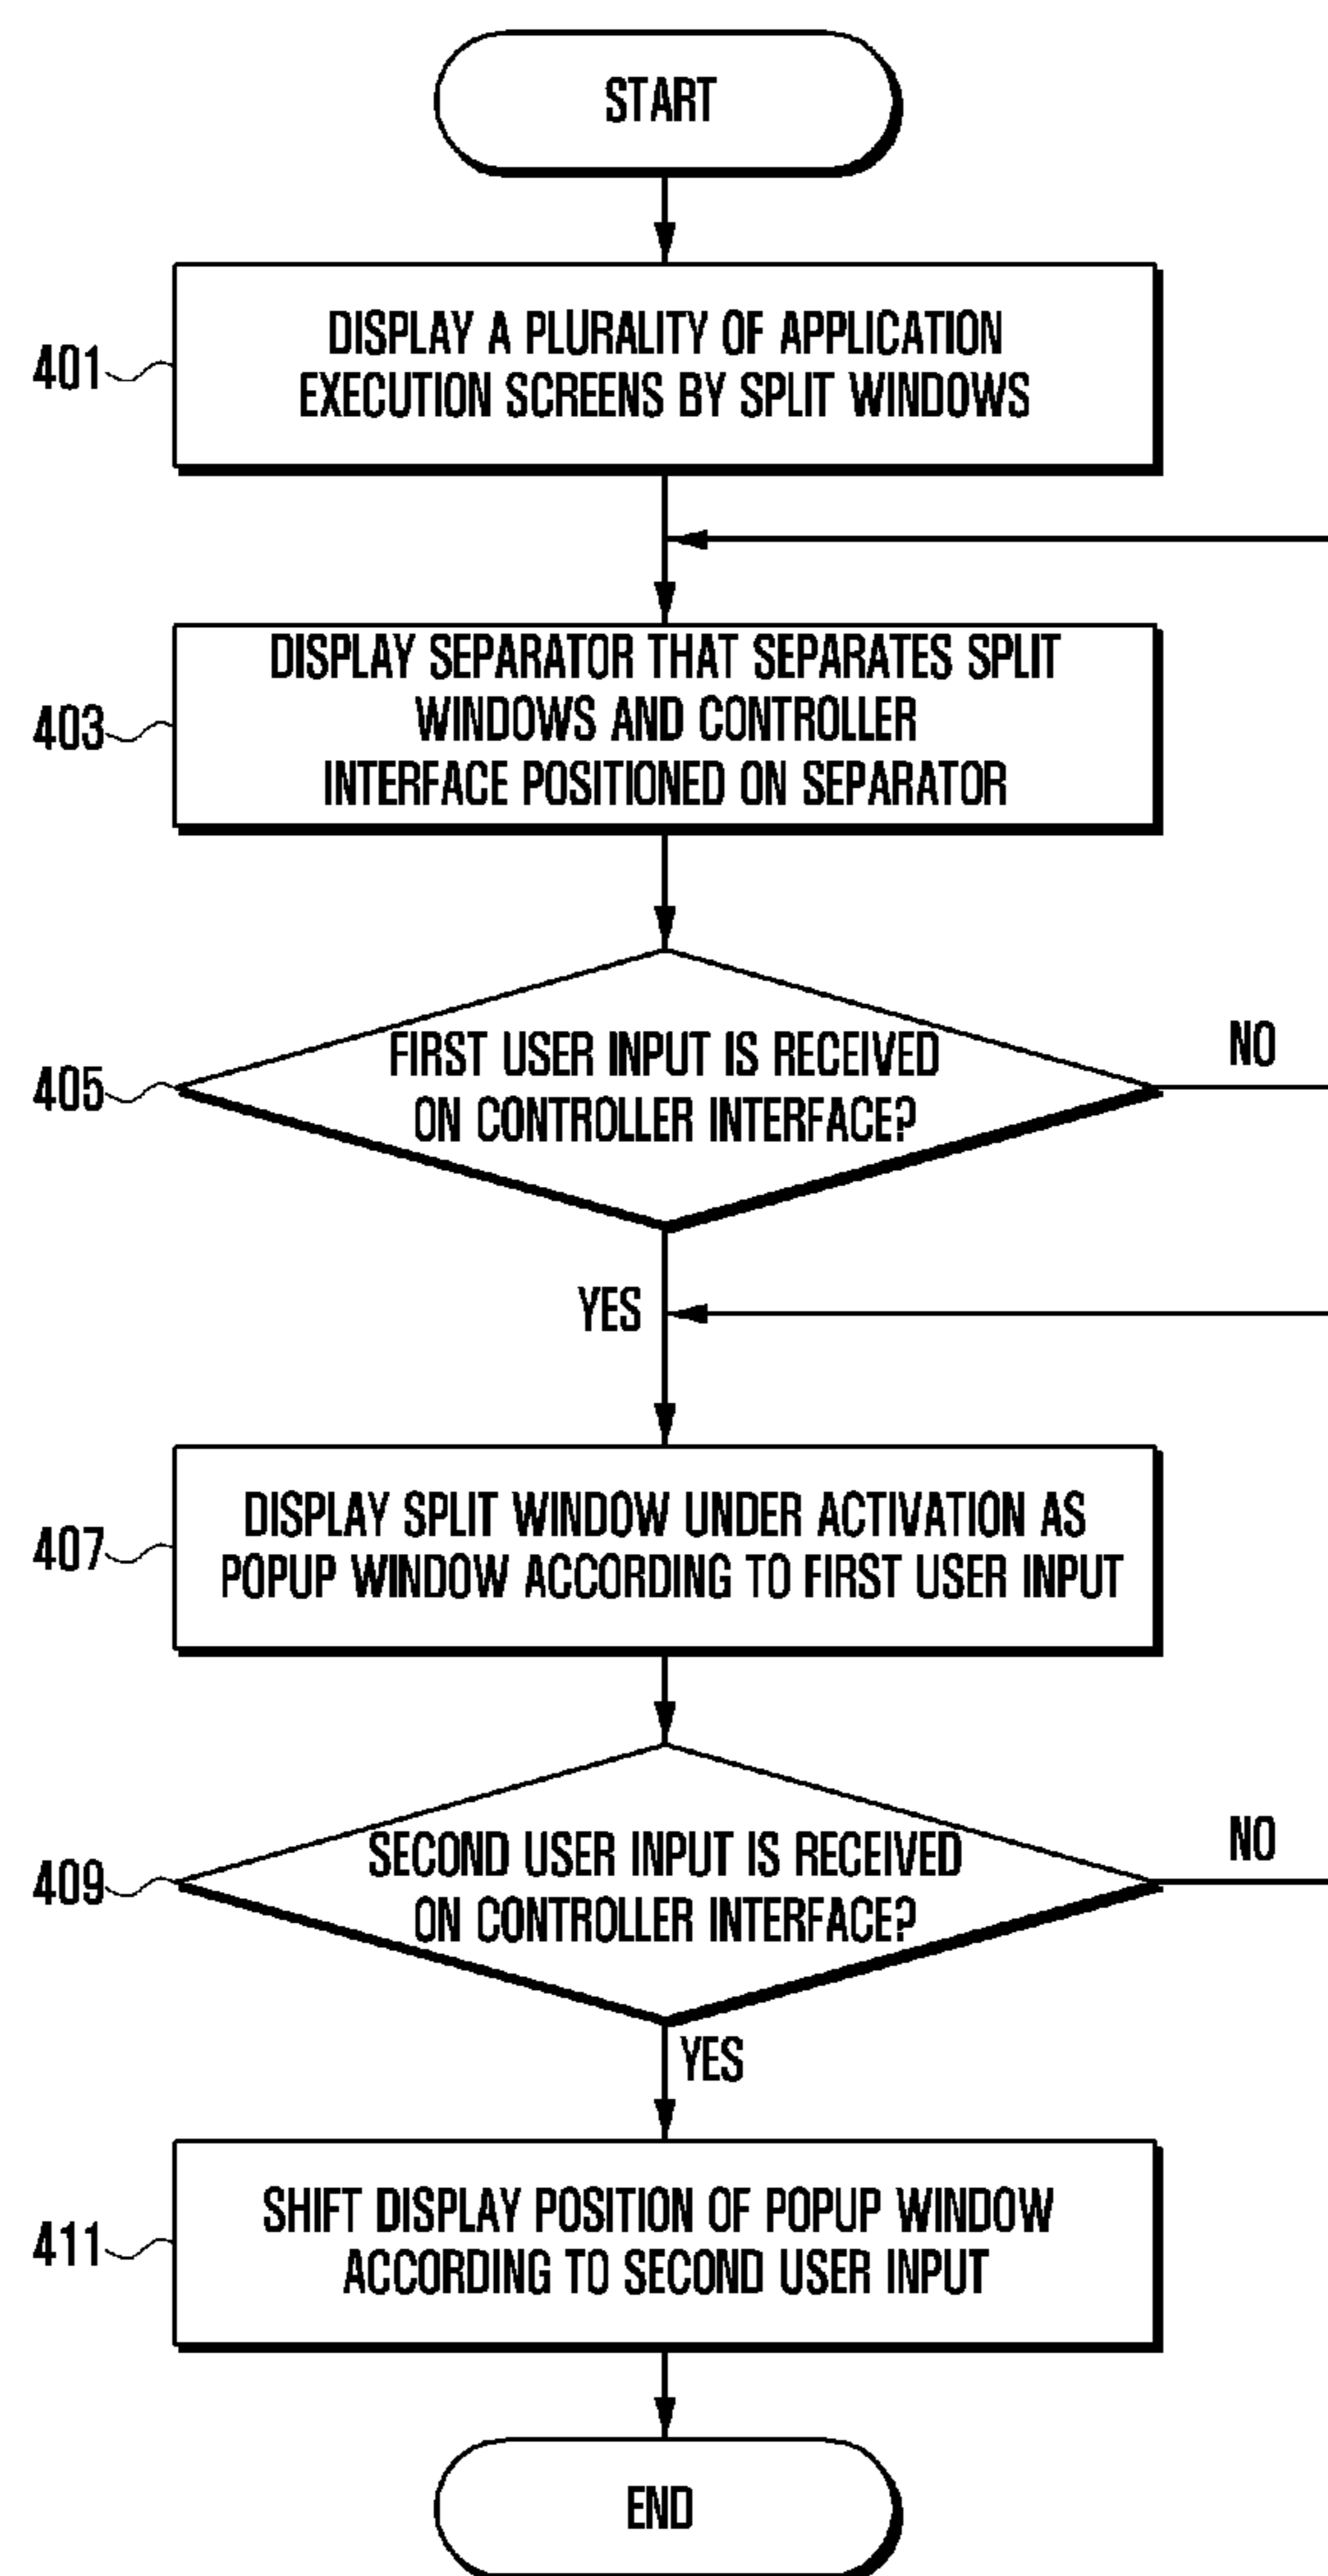 START
401
DISPLAY A PLURALITY OF APPLICATION
EXECUTION SCREENS BY SPLIT WINDOWS
403
DISPLAY SEPARATOR THAT SEPARATES SPLIT
WINDOWS AND CONTROLLER
INTERFACE POSITIONED ON SEPARATOR
405
FIRST USER INPUT IS RECEIVED
ON CONTROLLER INTERFACE?
NO
YES
407
DISPLAY SPLIT WINDOW UNDER ACTIVATION AS
POPUP WINDOW ACCORDING TO FIRST USER INPUT
409
SECOND USER INPUT IS RECEIVED
ON CONTROLLER INTERFACE?
NO
YES
411
SHIFT DISPLAY POSITION OF POPUP WINDOW
ACCORDING TO SECOND USER INPUT
END